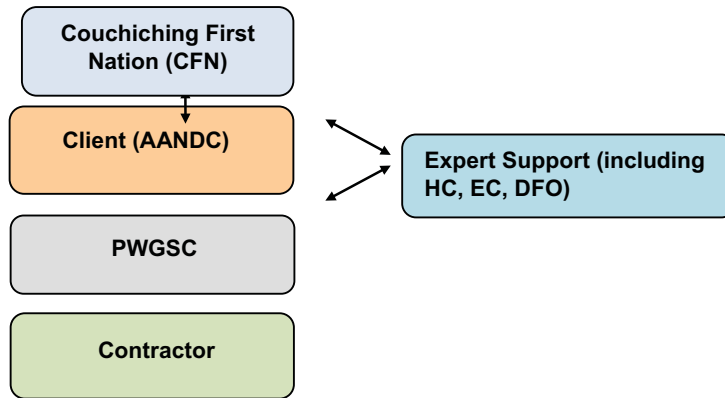 Couchiching First
Nation (CFN)
Client (AANDC)
Expert Support (including
HC, EC, DFO)
PWGSC
Contractor